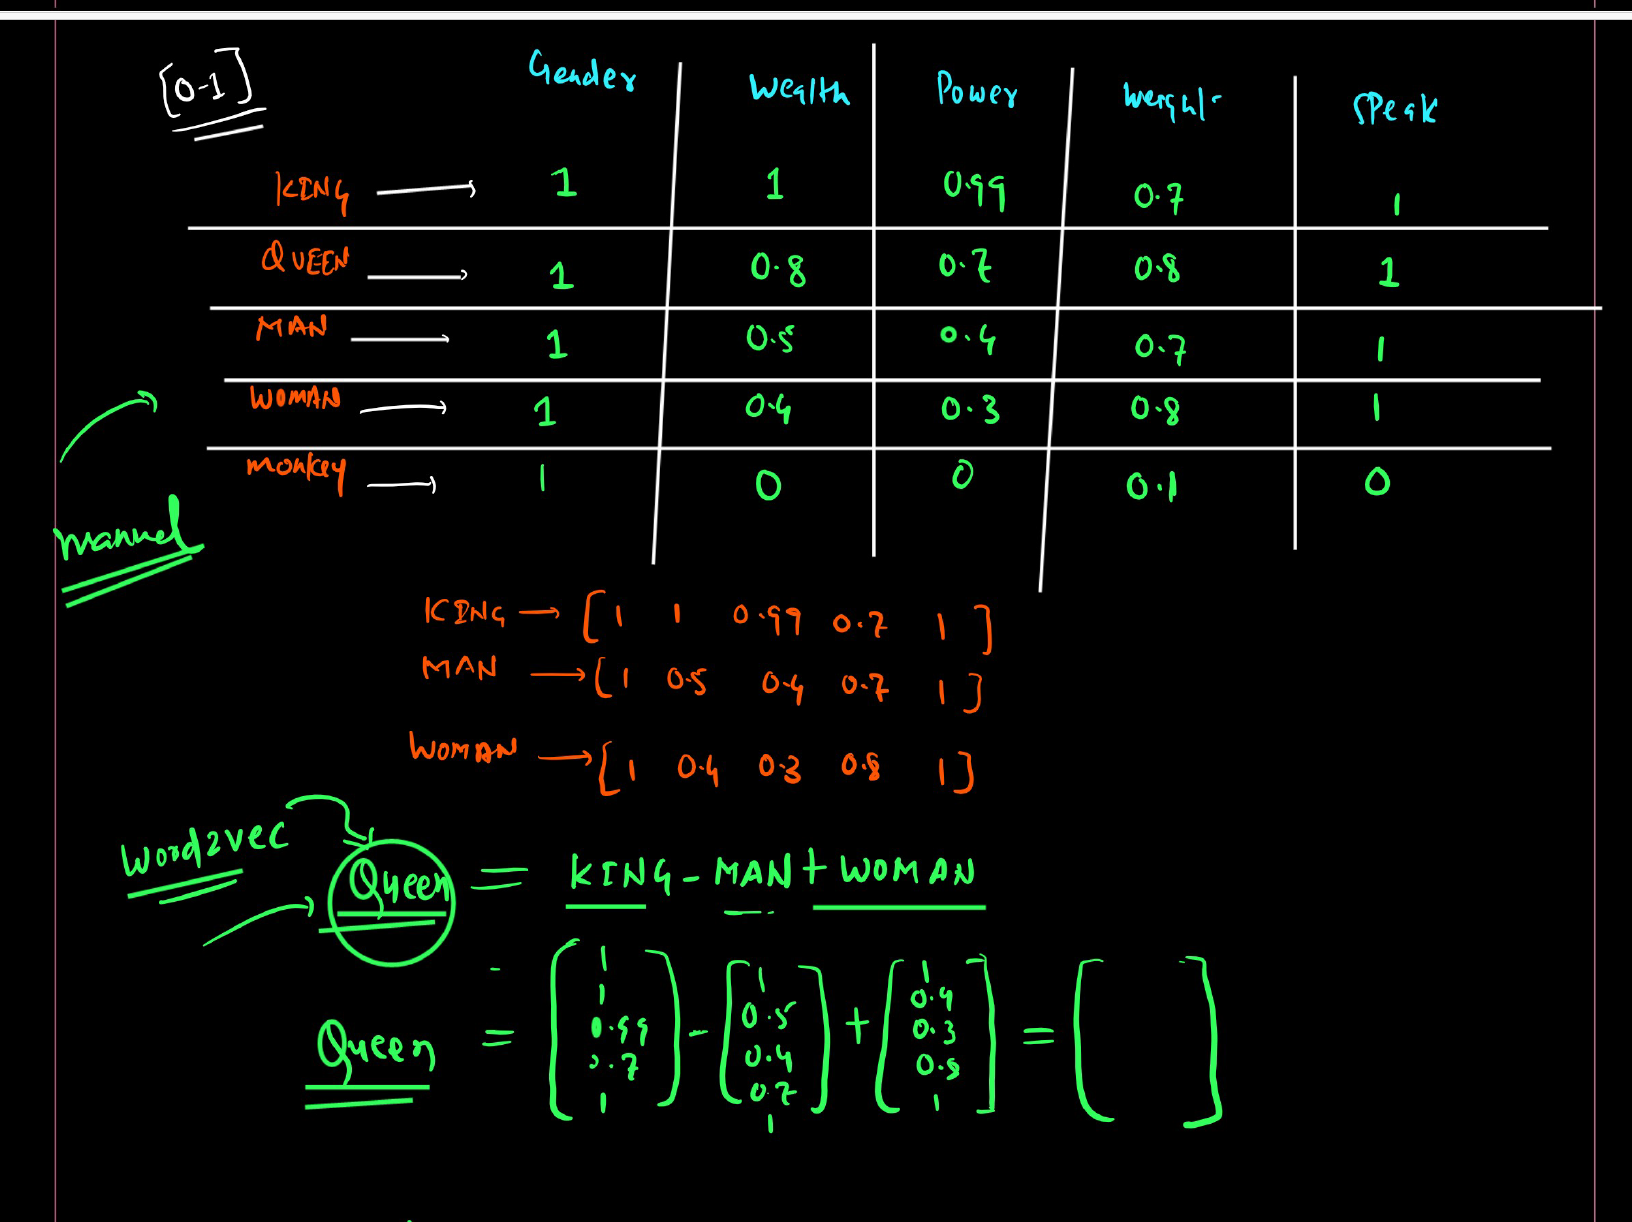 [0-1] Gender Wealth Power Weight Speak
KING → 1 1 0.99 0.7 1
QUEEN → 1 0.8 0.7 0.8 1
MAN → 1 0.5 0.4 0.7 1
WOMAN → 1 0.4 0.3 0.8 1
monkey → 1 0 0 0.1 0
manuel
KING → [1 1 0.99 0.7 1]
MAN → [1 0.5 0.4 0.7 1]
WOMAN → [1 0.4 0.3 0.8 1]
Word2vec
Queen = KING - MAN + WOMAN
Queen = [1 1 0.99 0.7 1] - [1 0.5 0.4 0.7 1] + [1 0.4 0.3 0.8 1] = [ ]